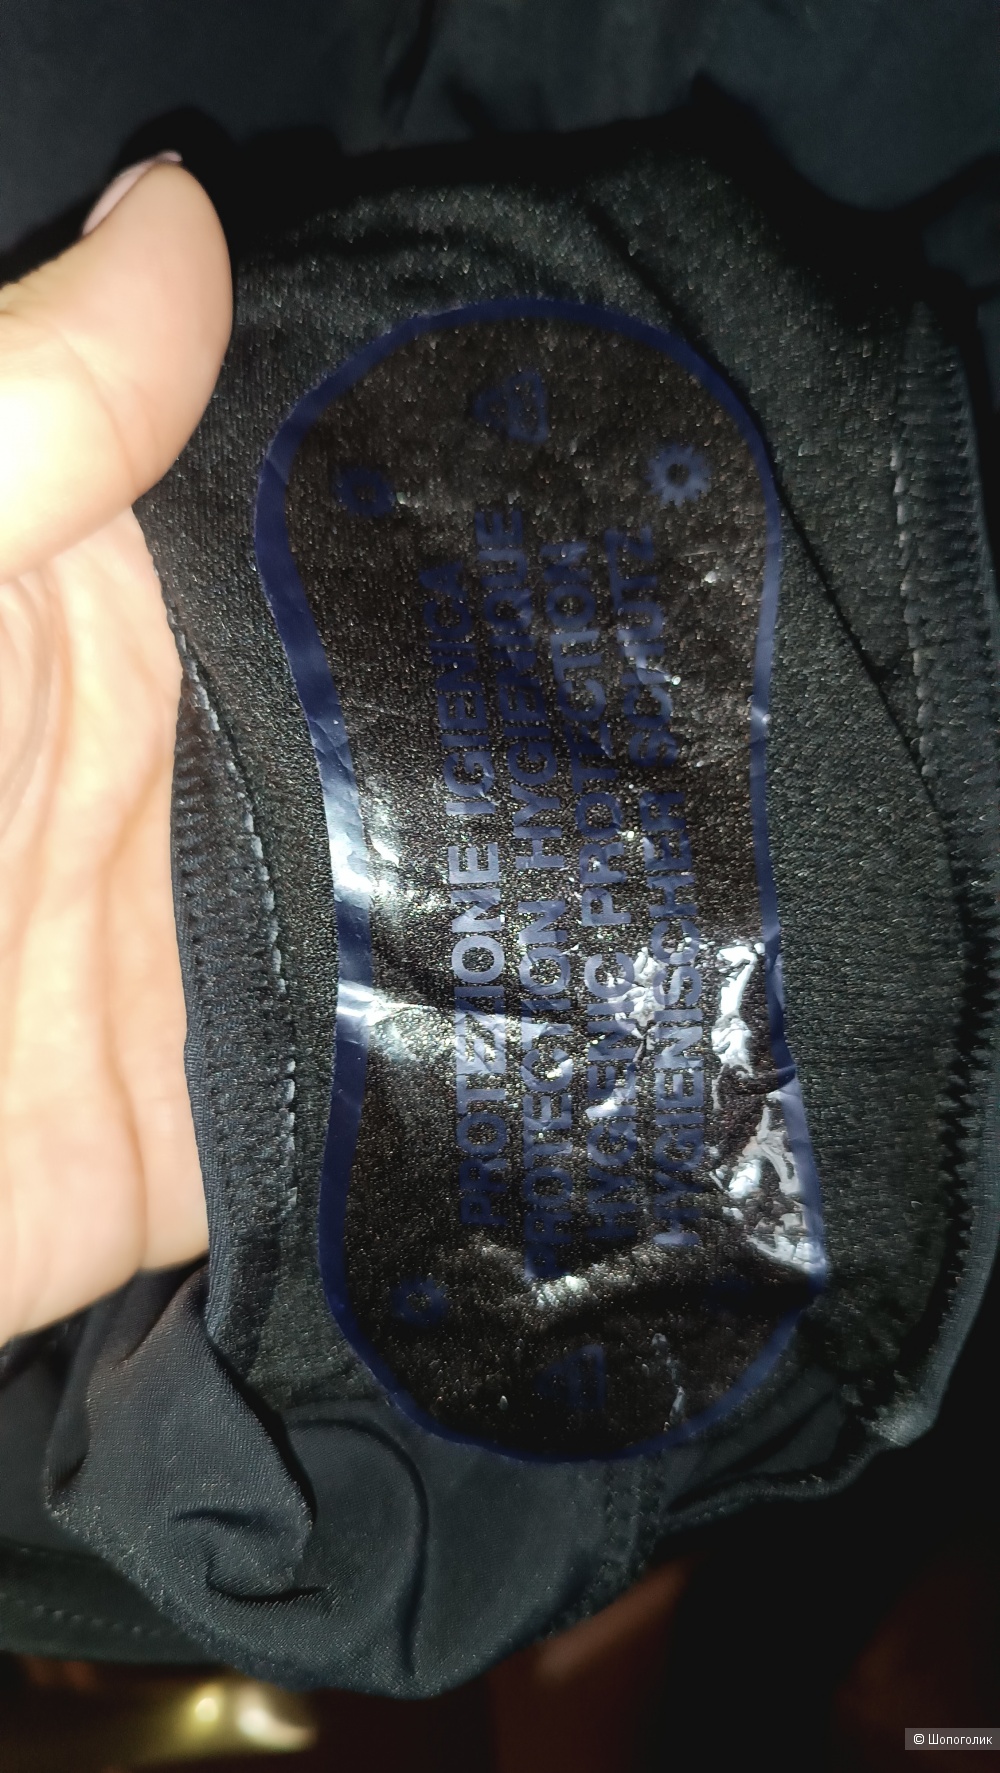 PROTEZIONE IGIENICA
PROTECTION HYGIENIQUE
HYGIENIC PROTECTION
HYGIENISCHER SCHUTZ
© Шопоголик